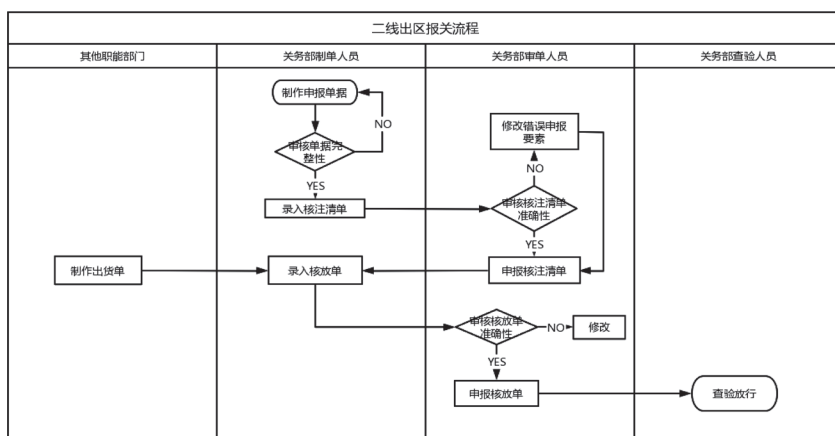 二线出区报关流程
其他职能部门
关务部制单人员
关务部审单人员
关务部查验人员
制作申报单据
NO
审核单据完
整性
YES
录入核注清单
修改错误申报
要素
NO
审核核注清单
准确性
YES
制作出货单
录入核放单
申报核注清单
审核核放单
准确性
NO
修改
YES
申报核放单
查验放行